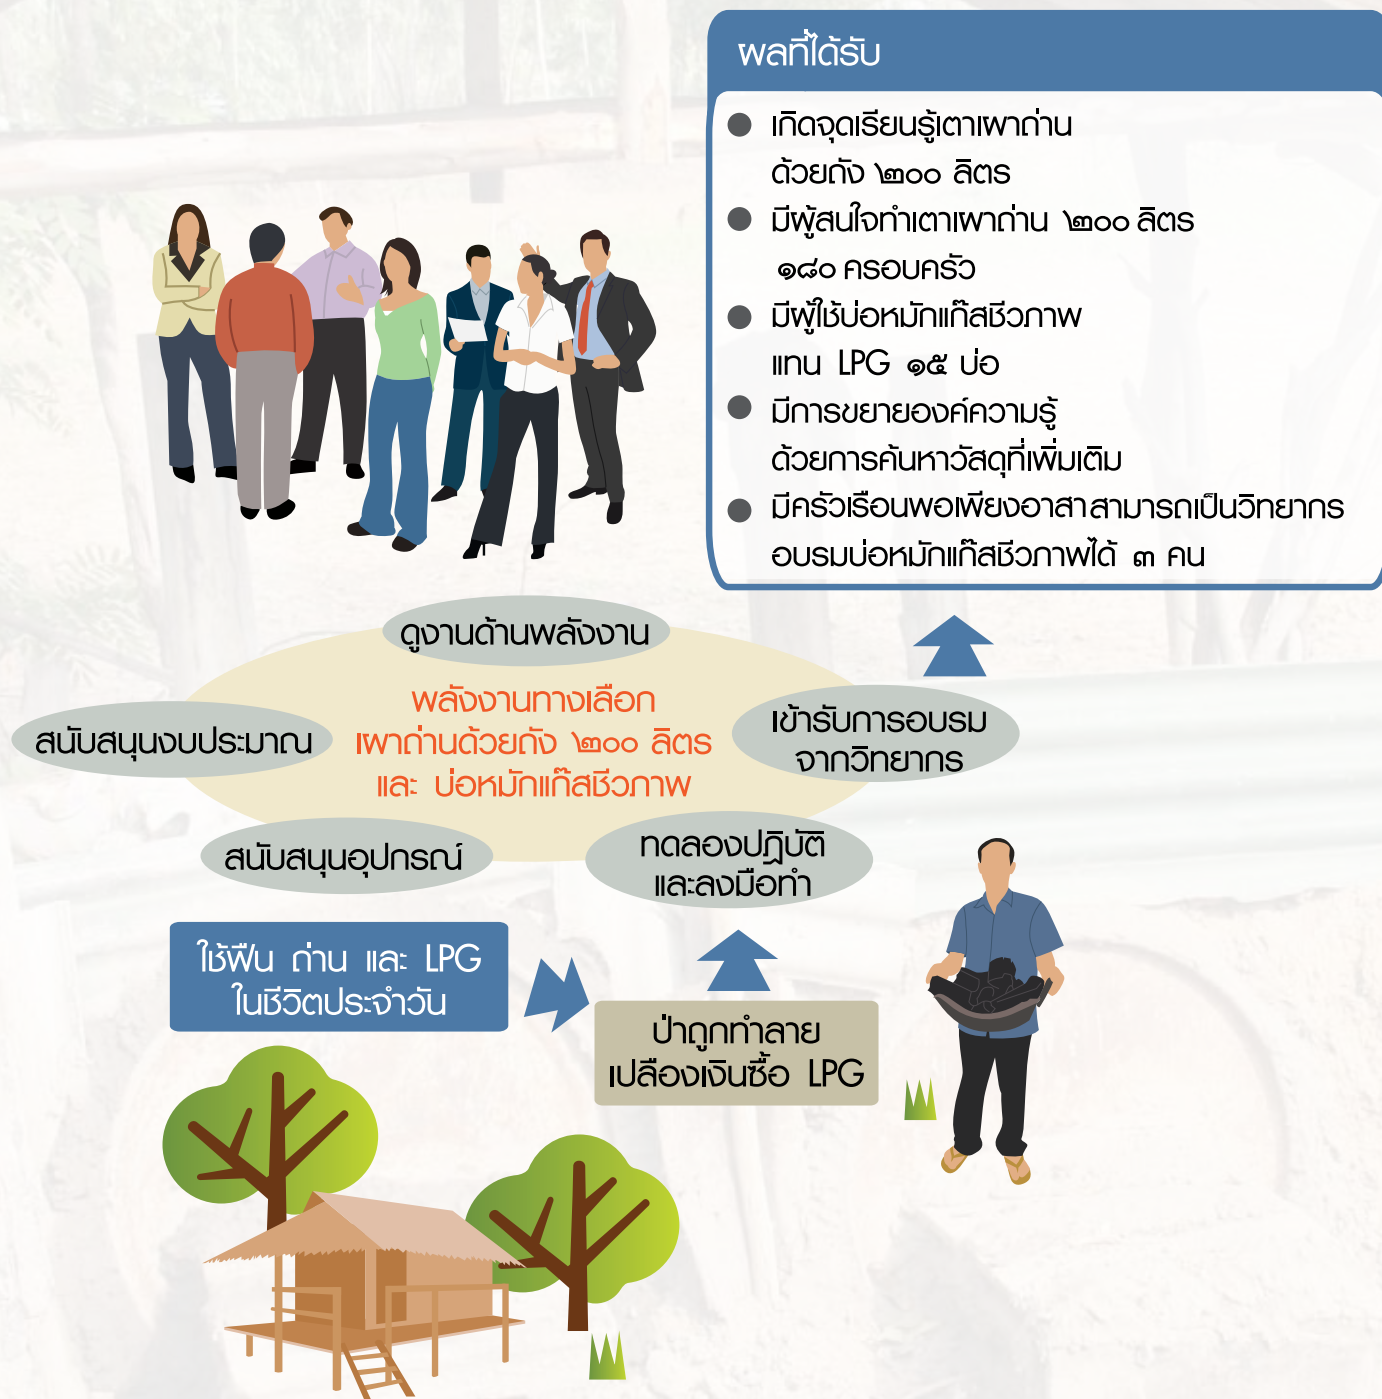 ผลที่ได้รับ
เกิดจุดเรียนรู้เตาเผาถ่าน
ด้วยถัง ๒๐๐ ลิตร
มีผู้สนใจทำเตาเผาถ่าน ๒๐๐ ลิตร
๑๘๐ ครอบครัว
มีผู้ใช้บ่อหมักแก๊สชีวภาพ
แทน LPG ๑๕ บ่อ
มีการขยายองค์ความรู้
ด้วยการค้นหาวัสดุที่เพิ่มเติม
มีครัวเรือนพอเพียงอาสาสามารถเป็นวิทยากร
อบรมบ่อหมักแก๊สชีวภาพได้ ๓ คน
ดูงานด้านพลังงาน
พลังงานทางเลือก
เผาถ่านด้วยถัง ๒๐๐ ลิตร
และ บ่อหมักแก๊สชีวภาพ
สนับสนุนงบประมาณ
เข้ารับการอบรม
จากวิทยากร
สนับสนุนอุปกรณ์
ทดลองปฏิบัติ
และลงมือทำ
ใช้ฟืน ถ่าน และ LPG
ในชีวิตประจำวัน
ป่าถูกทำลาย
เปลืองเงินซื้อ LPG